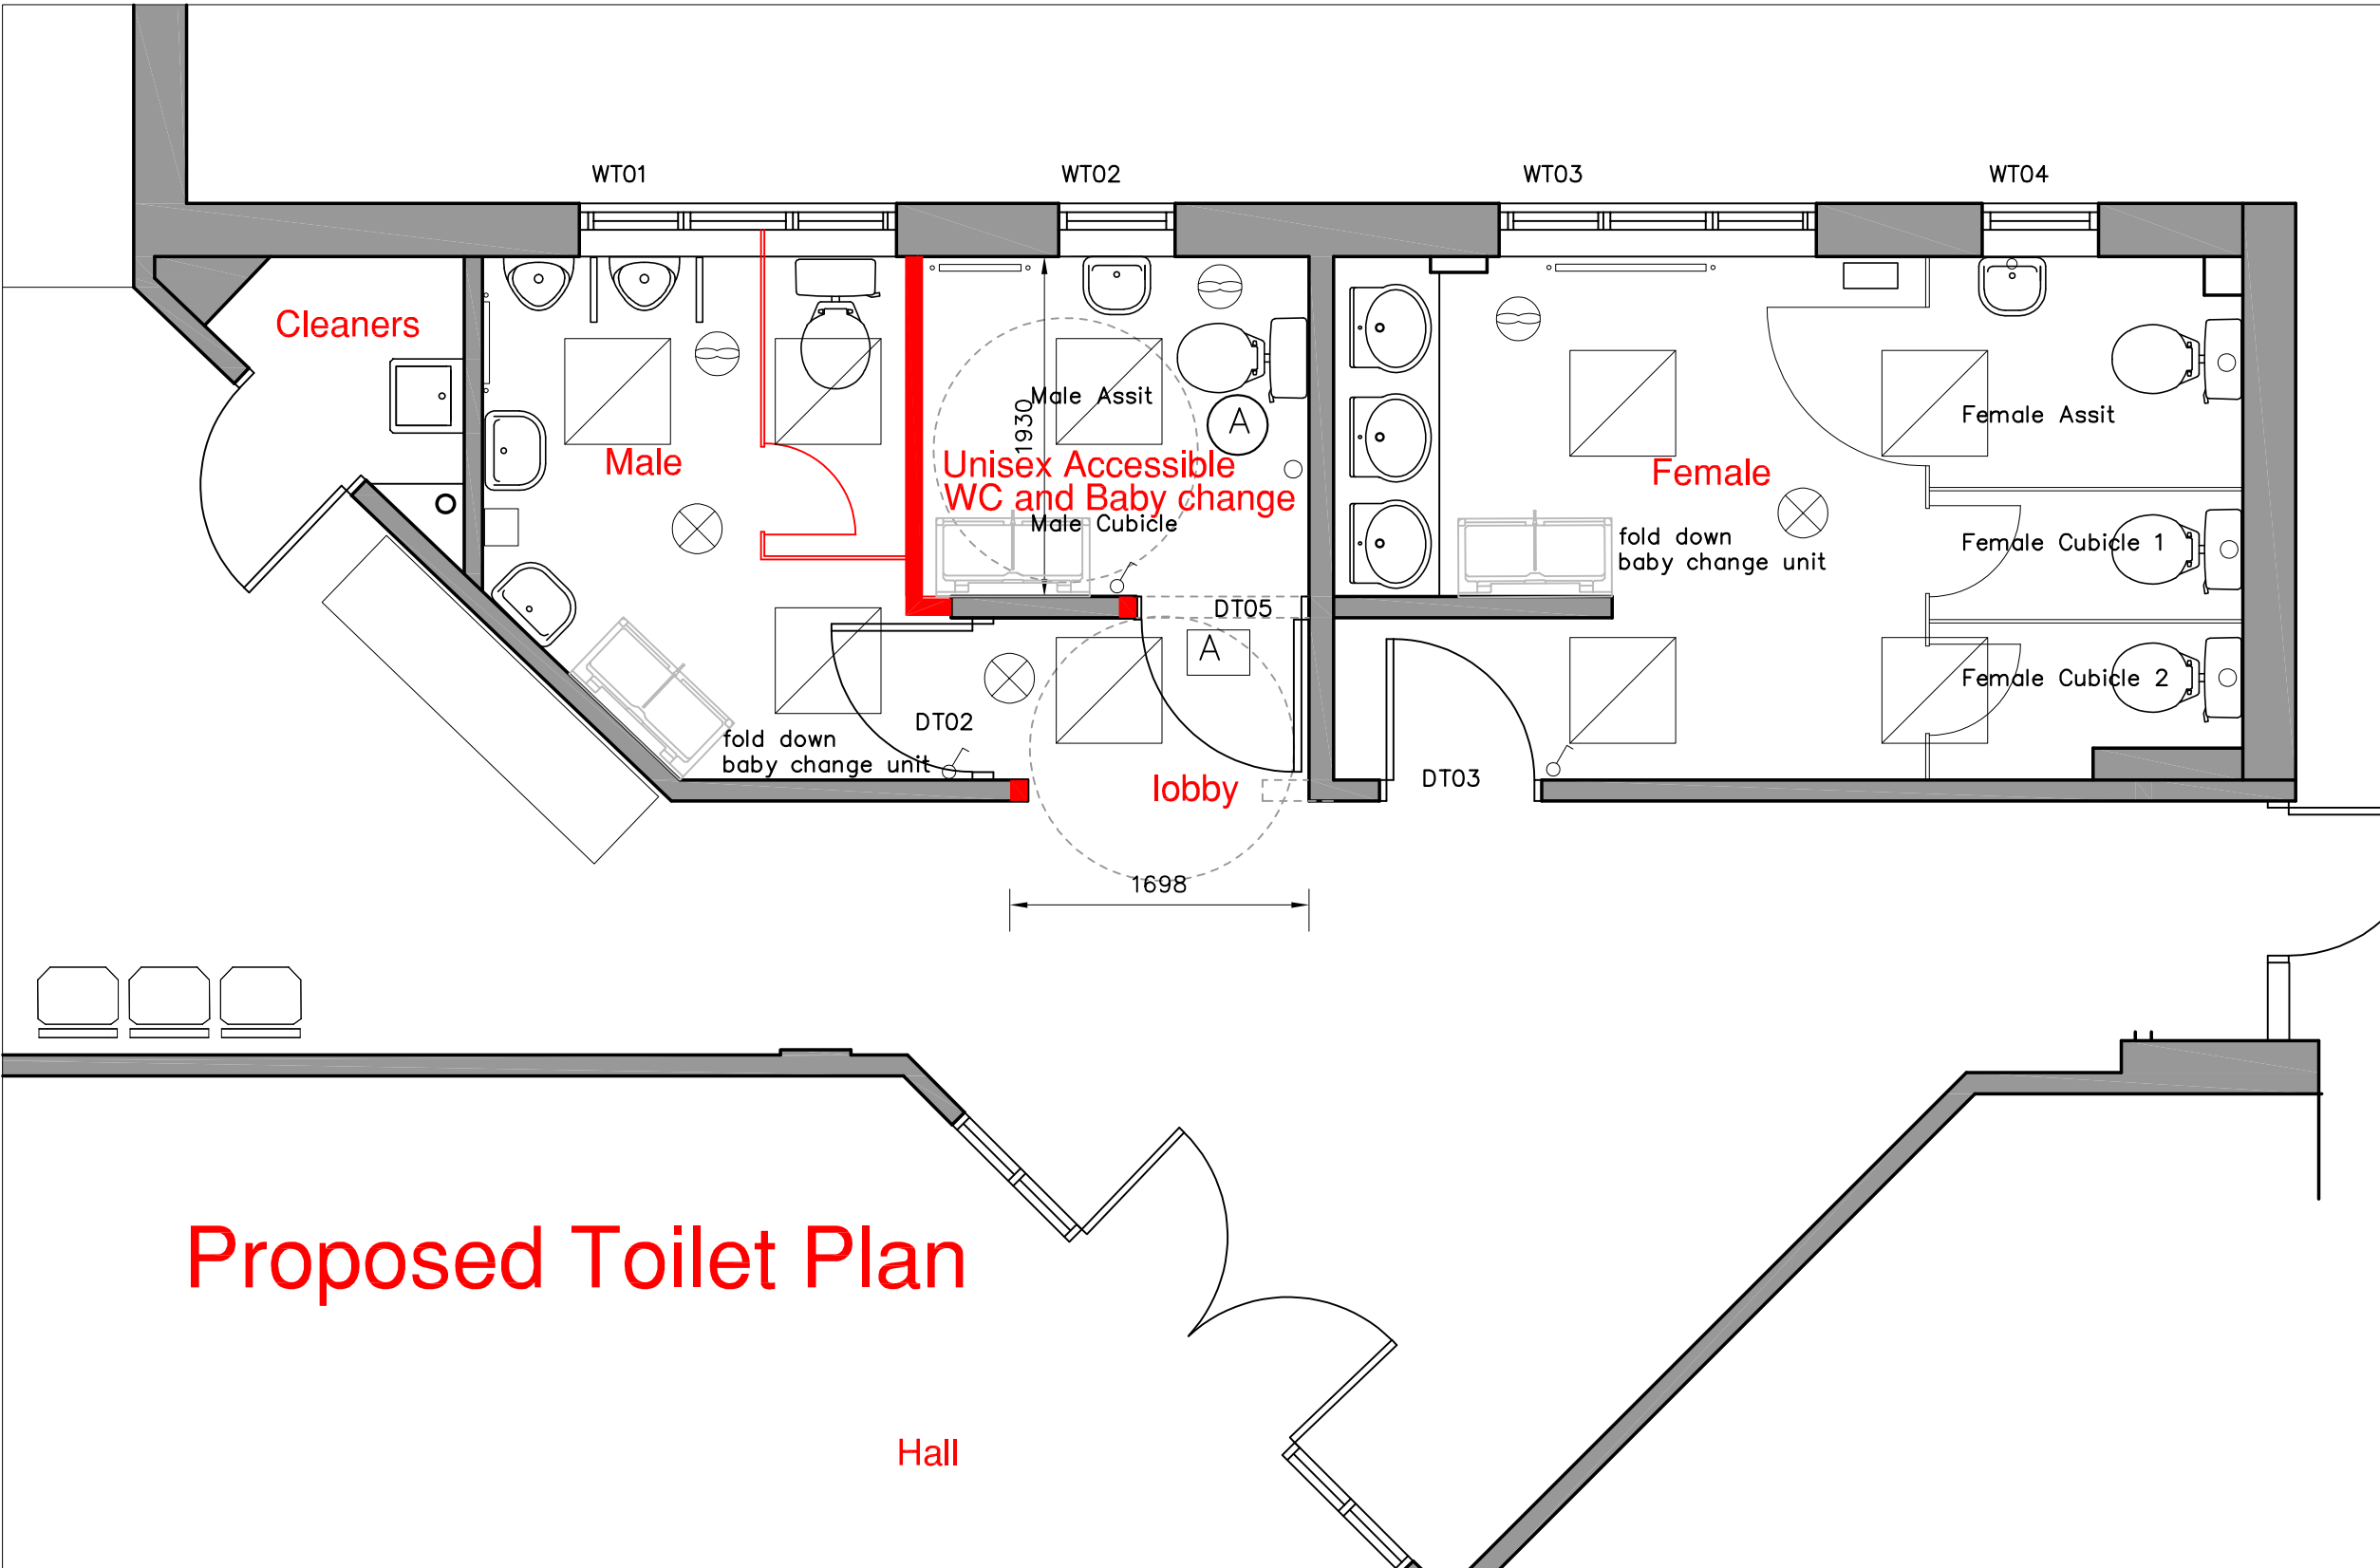 WT01
WT02
WT03
WT04
Cleaners
Male
1930
Male Assit
A
Unisex Accessible
WC and Baby change
Male Cubicle
Female
Female Assit
fold down
baby change unit
Female Cubicle 1
DT05
A
Female Cubicle 2
DT02
fold down
baby change unit
lobby
DT03
1698
Proposed Toilet Plan
Hall